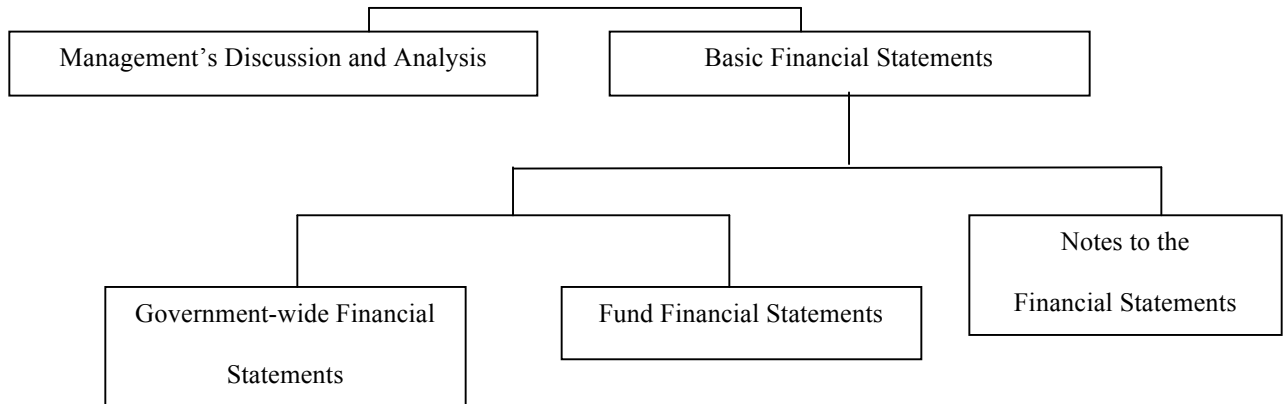 Management’s Discussion and Analysis
Basic Financial Statements
Government-wide Financial
Statements
Fund Financial Statements
Notes to the
Financial Statements